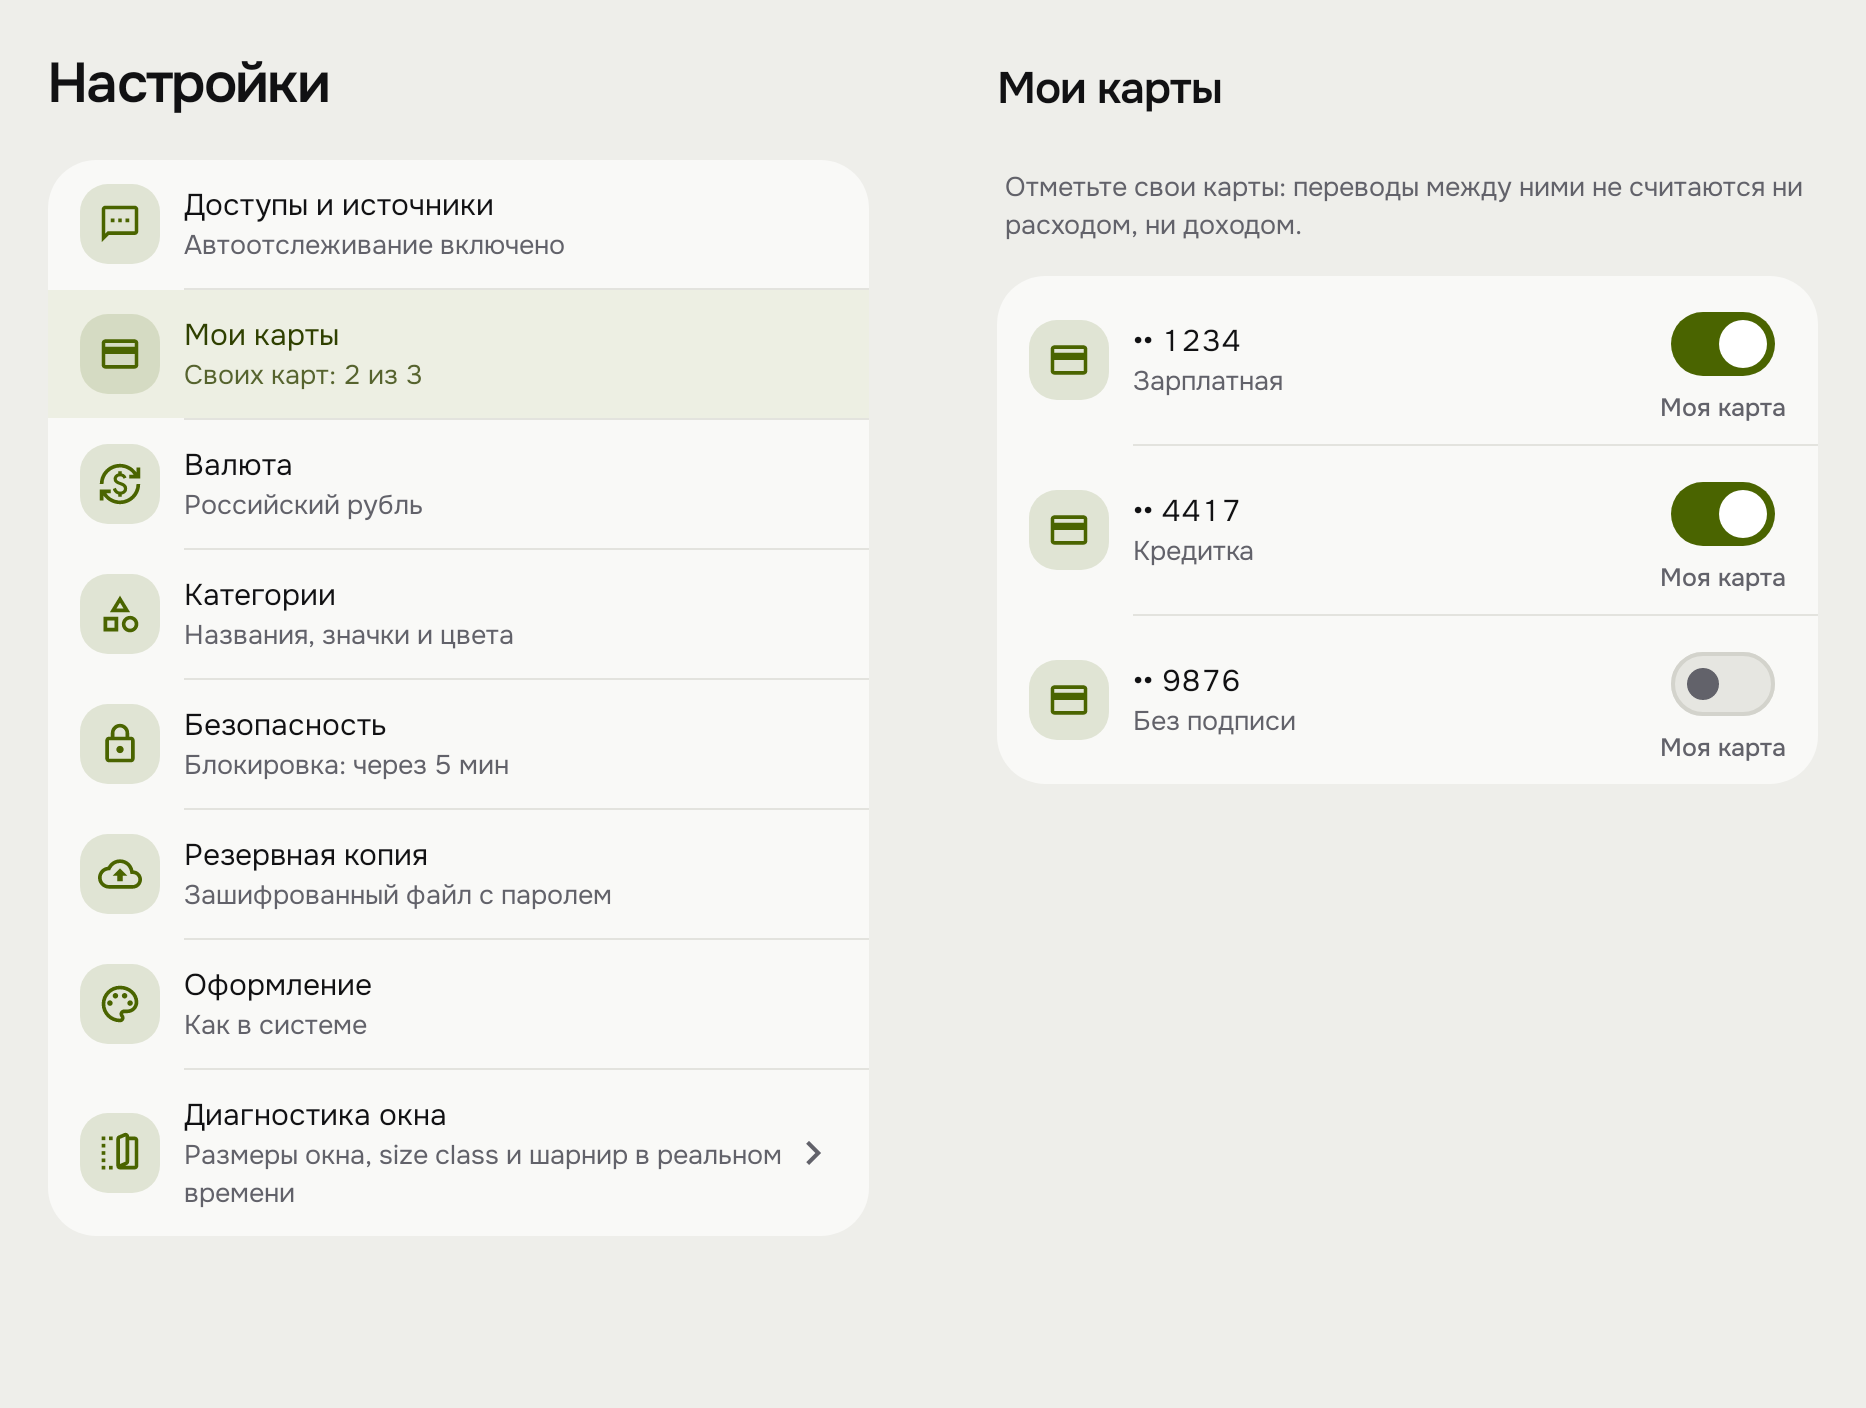 Настройки
Доступы и источники
Автоотслеживание включено
Мои карты
Своих карт: 2 из 3
Валюта
Российский рубль
Категории
Названия, значки и цвета
Безопасность
Блокировка: через 5 мин
Резервная копия
Зашифрованный файл с паролем
Оформление
Как в системе
Диагностика окна
Размеры окна, size class и шарнир в реальном
времени
Мои карты
Отметьте свои карты: переводы между ними не считаются ни
расходом, ни доходом.
•• 1234
Зарплатная
Моя карта
•• 4417
Кредитка
Моя карта
•• 9876
Без подписи
Моя карта